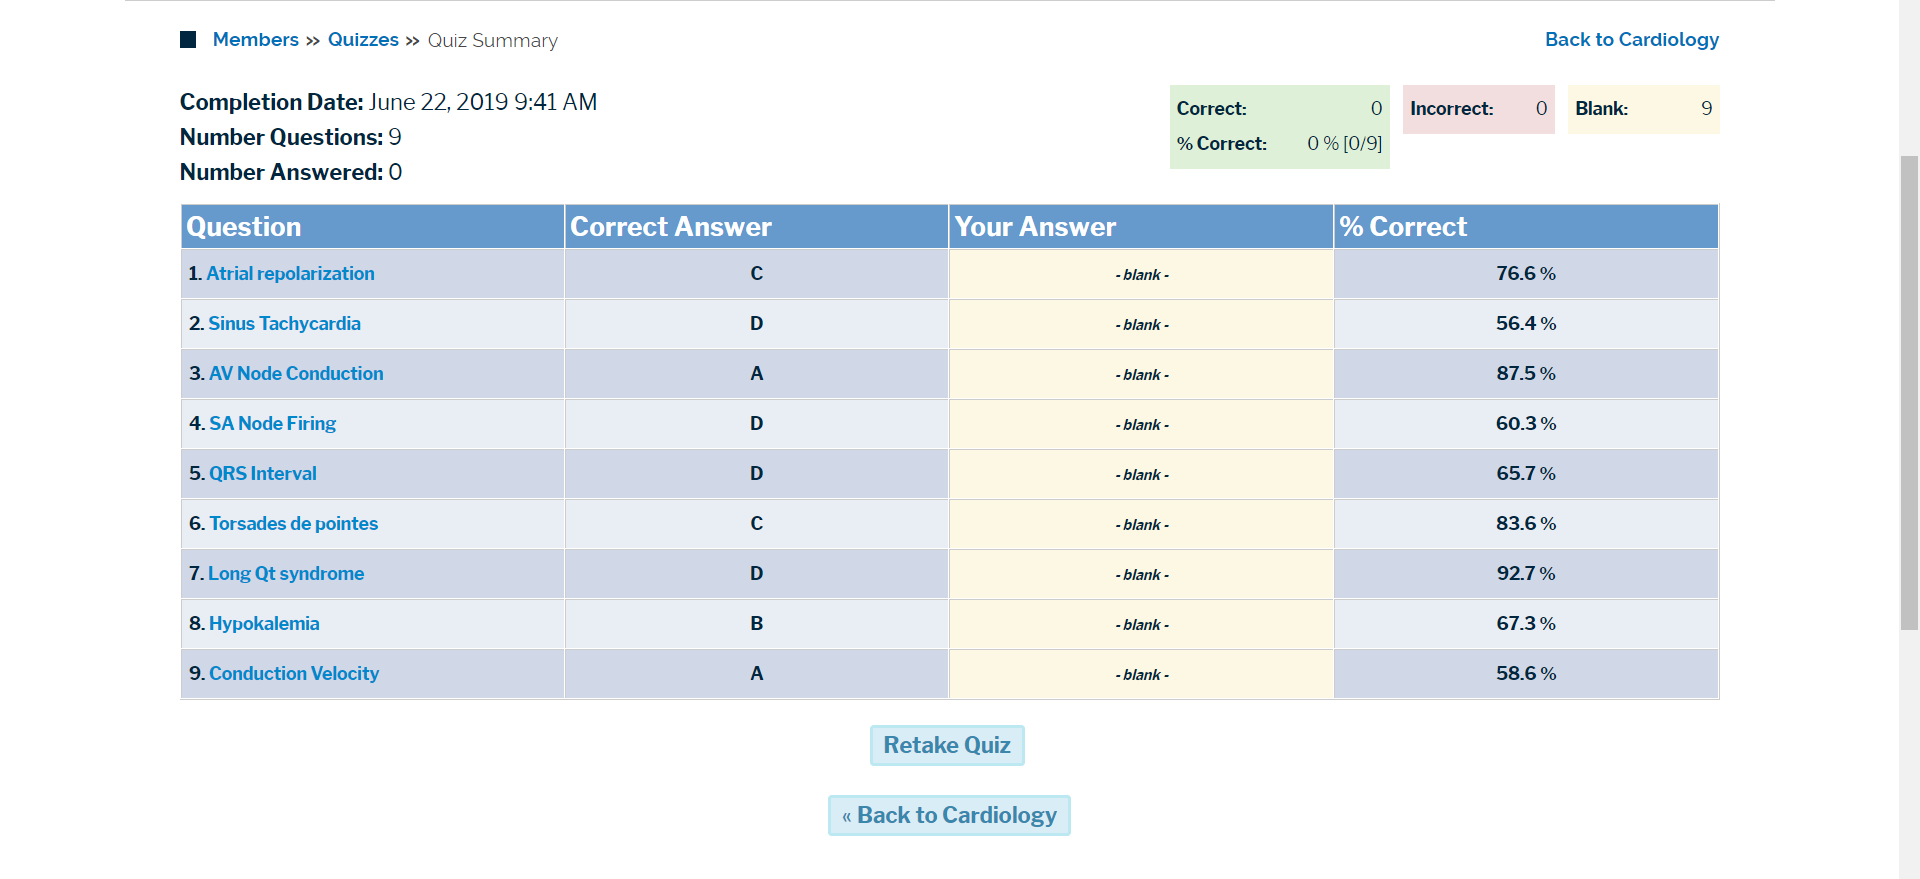 Members » Quizzes » Quiz Summary
Back to Cardiology
Completion Date: June 22, 2019 9:41 AM
Number Questions: 9
Number Answered: 0
Correct: 0
% Correct: 0 % [0/9]
Incorrect: 0
Blank: 9
Question Correct Answer Your Answer % Correct
1. Atrial repolarization C - blank - 76.6 %
2. Sinus Tachycardia D - blank - 56.4 %
3. AV Node Conduction A - blank - 87.5 %
4. SA Node Firing D - blank - 60.3 %
5. QRS Interval D - blank - 65.7 %
6. Torsades de pointes C - blank - 83.6 %
7. Long Qt syndrome D - blank - 92.7 %
8. Hypokalemia B - blank - 67.3 %
9. Conduction Velocity A - blank - 58.6 %
Retake Quiz
« Back to Cardiology